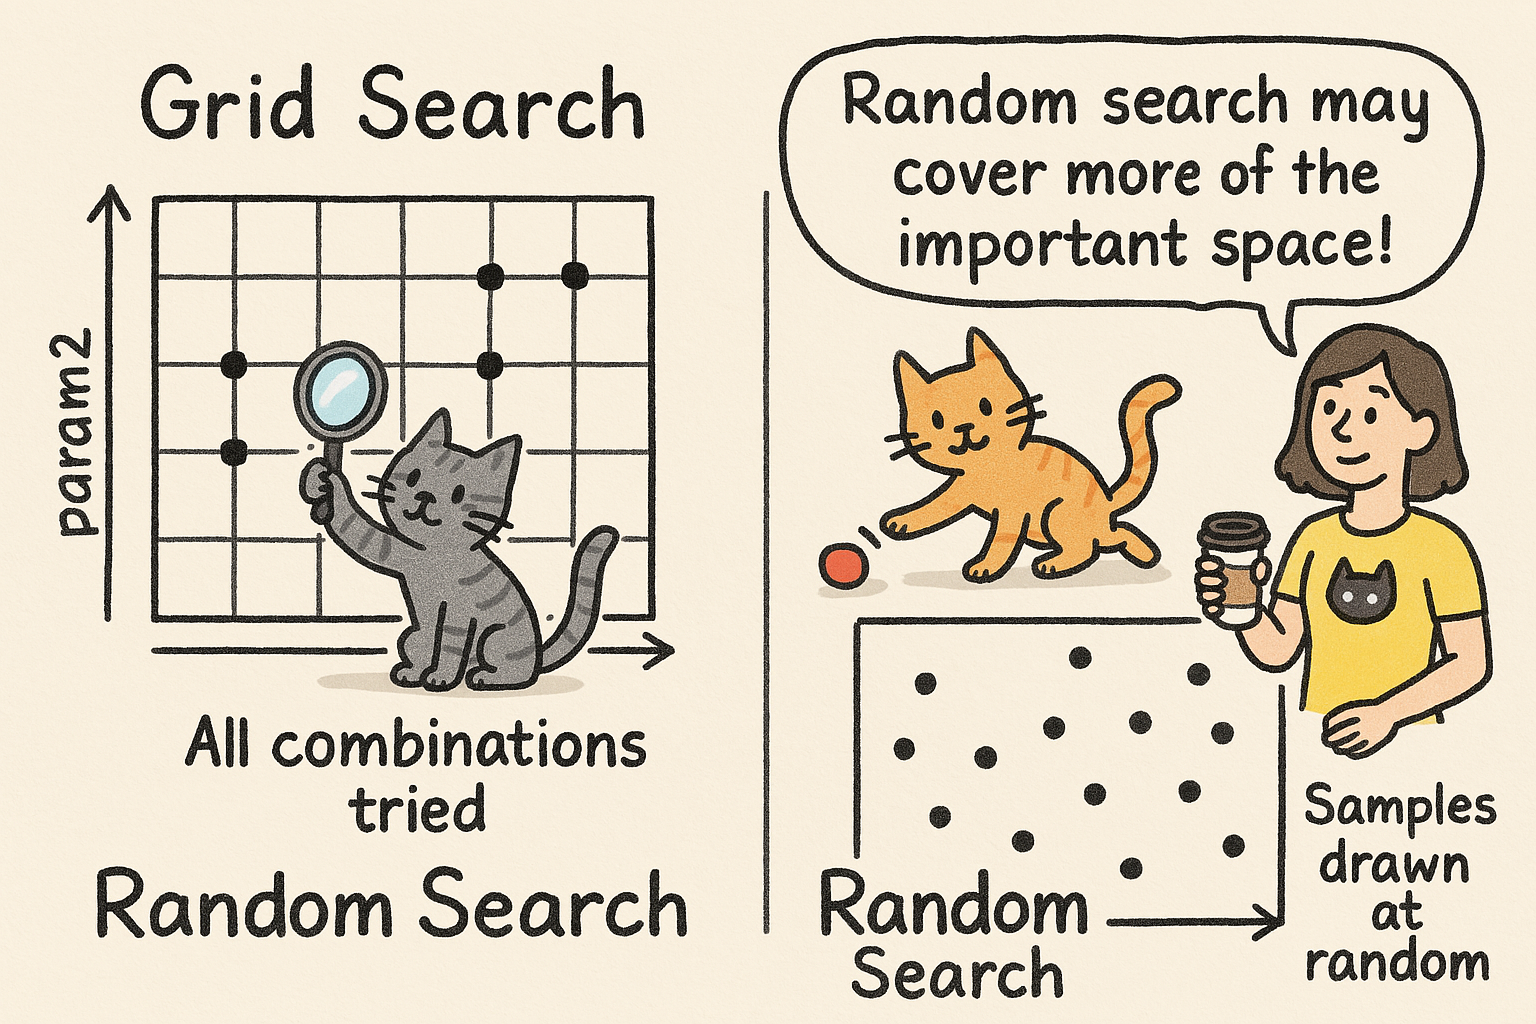 Grid Search
param2
All combinations
tried
Random Search
Random search may
cover more of the
important space!
Random
Search
Samples
drawn
at
random